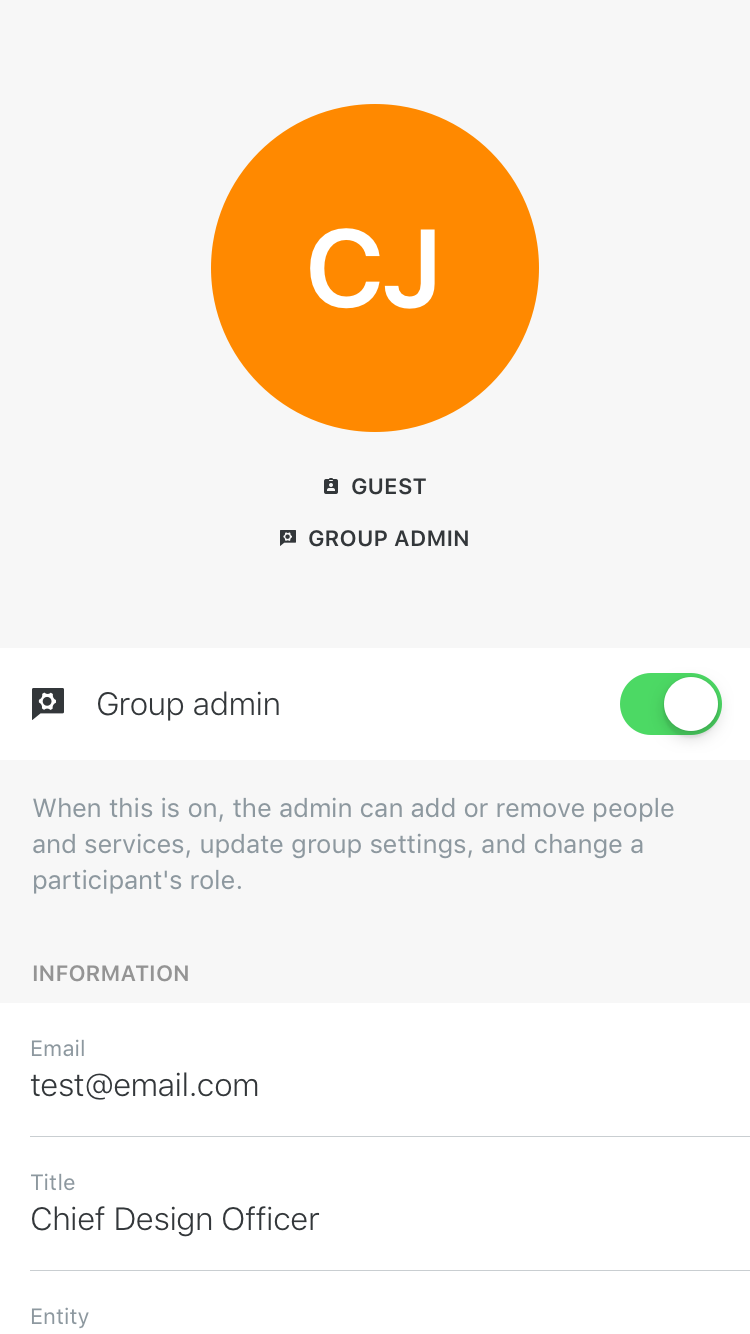 CJ
GUEST
GROUP ADMIN
Group admin
When this is on, the admin can add or remove people
and services, update group settings, and change a
participant's role.
INFORMATION
Email
test@email.com
Title
Chief Design Officer
Entity